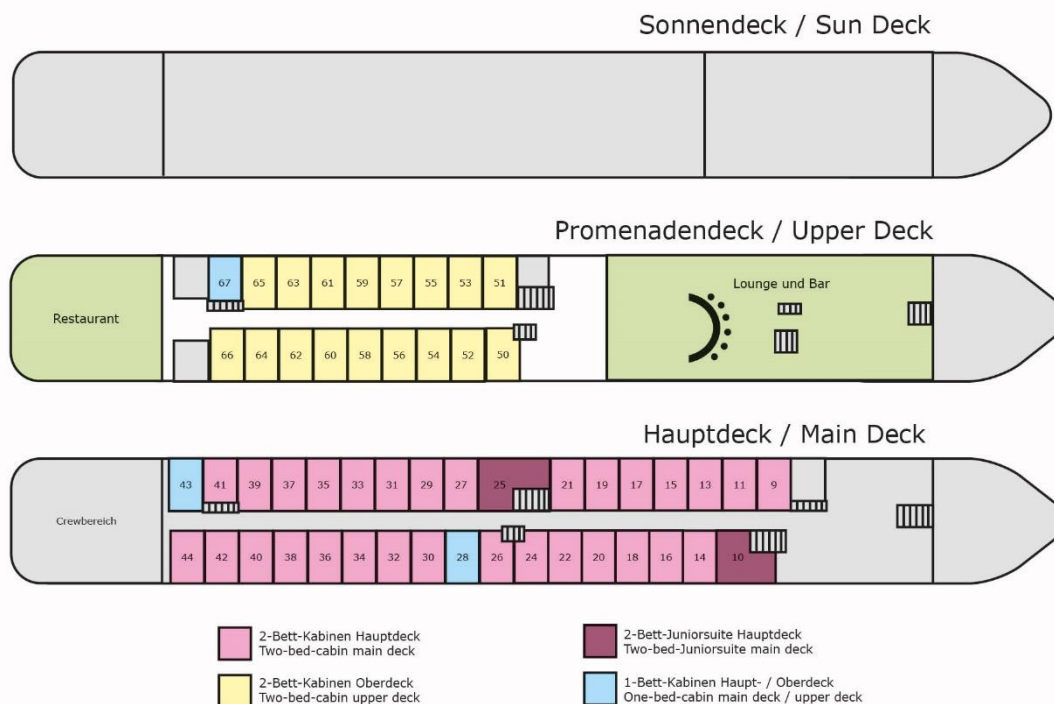 Sonnendeck / Sun Deck
Promenadendeck / Upper Deck
67 65 63 61 59 57 55 53 51
Restaurant
Lounge und Bar
66 64 62 60 58 56 54 52 50
Hauptdeck / Main Deck
43 41 39 37 35 33 31 29 27 25 21 19 17 15 13 11 9
Crewbereich
44 42 40 38 36 34 32 30 28 26 24 22 20 18 16 14 10
2-Bett-Kabinen Hauptdeck
Two-bed-cabin main deck
2-Bett-Juniorsuite Hauptdeck
Two-bed-Juniorsuite main deck
2-Bett-Kabinen Oberdeck
Two-bed-cabin upper deck
1-Bett-Kabinen Haupt- / Oberdeck
One-bed-cabin main deck / upper deck